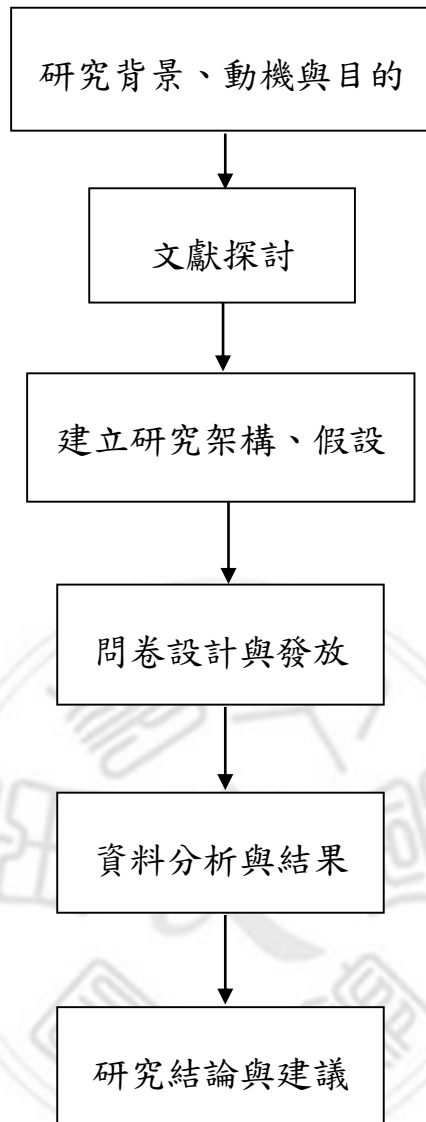 研究背景、動機與目的
文獻探討
建立研究架構、假設
問卷設計與發放
資料分析與結果
研究結論與建議